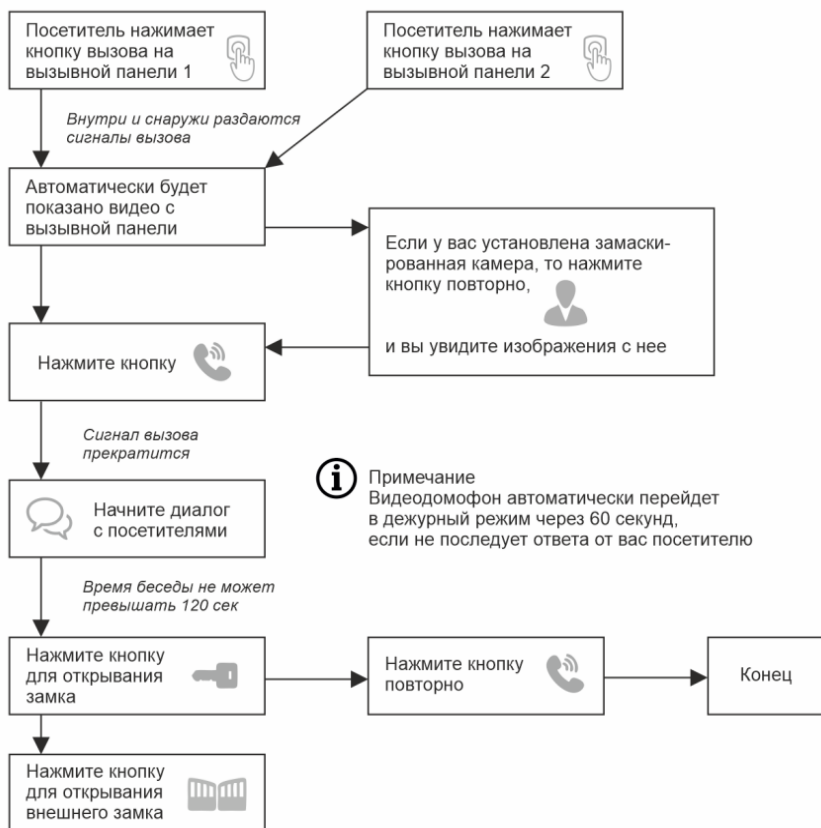 Посетитель нажимает
кнопку вызова на
вызывной панели 1
Посетитель нажимает
кнопку вызова на
вызывной панели 2
Внутри и снаружи раздаются
сигналы вызова
Автоматически будет
показано видео с
вызывной панели
Если у вас установлена замаски-
рованная камера, то нажмите
кнопку повторно,
и вы увидите изображения с нее
Нажмите кнопку
Сигнал вызова
прекратится
Начните диалог
с посетителями
Примечание
Видеодомофон автоматически перейдет
в дежурный режим через 60 секунд,
если не последует ответа от вас посетителю
Время беседы не может
превышать 120 сек
Нажмите кнопку
для открывания
замка
Нажмите кнопку
повторно
Конец
Нажмите кнопку
для открывания
внешнего замка